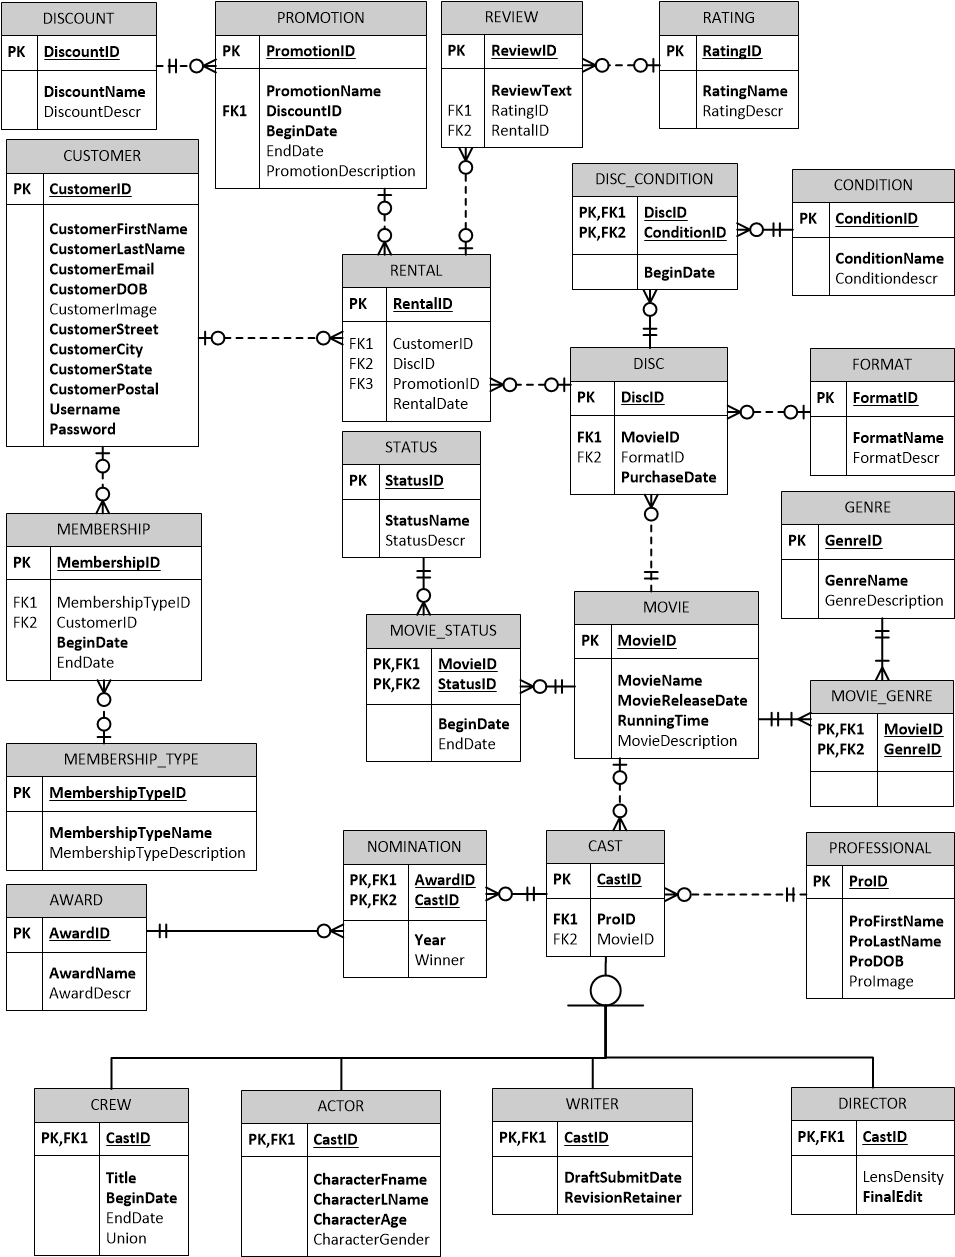 DISCOUNT
PK DiscountID
DiscountName
DiscountDescr
PROMOTION
PK PromotionID
PromotionName
FK1 DiscountID
BeginDate
EndDate
PromotionDescription
REVIEW
PK ReviewID
ReviewText
FK1 RatingID
FK2 RentalID
RATING
PK RatingID
RatingName
RatingDescr
CUSTOMER
PK CustomerID
CustomerFirstName
CustomerLastName
CustomerEmail
CustomerDOB
CustomerImage
CustomerStreet
CustomerCity
CustomerState
CustomerPostal
Username
Password
DISC_CONDITION
PK,FK1 DiscID
PK,FK2 ConditionID
BeginDate
CONDITION
PK ConditionID
ConditionName
Conditiondescr
RENTAL
PK RentalID
FK1 CustomerID
FK2 DiscID
FK3 PromotionID
RentalDate
DISC
PK DiscID
FK1 MovieID
FK2 FormatID
PurchaseDate
FORMAT
PK FormatID
FormatName
FormatDescr
STATUS
PK StatusID
StatusName
StatusDescr
GENRE
PK GenreID
GenreName
GenreDescription
MEMBERSHIP
PK MembershipID
FK1 MembershipTypeID
FK2 CustomerID
BeginDate
EndDate
MOVIE_STATUS
PK,FK1 MovieID
PK,FK2 StatusID
BeginDate
EndDate
MOVIE
PK MovieID
MovieName
MovieReleaseDate
RunningTime
MovieDescription
MOVIE_GENRE
PK,FK1 MovieID
PK,FK2 GenreID
MEMBERSHIP_TYPE
PK MembershipTypeID
MembershipTypeName
MembershipTypeDescription
NOMINATION
PK,FK1 AwardID
PK,FK2 CastID
Year
Winner
CAST
PK CastID
FK1 ProID
FK2 MovieID
PROFESSIONAL
PK ProID
ProFirstName
ProLastName
ProDOB
ProImage
AWARD
PK AwardID
AwardName
AwardDescr
CREW
PK,FK1 CastID
Title
BeginDate
EndDate
Union
ACTOR
PK,FK1 CastID
CharacterFname
CharacterLName
CharacterAge
CharacterGender
WRITER
PK,FK1 CastID
DraftSubmitDate
RevisionRetainer
DIRECTOR
PK,FK1 CastID
LensDensity
FinalEdit